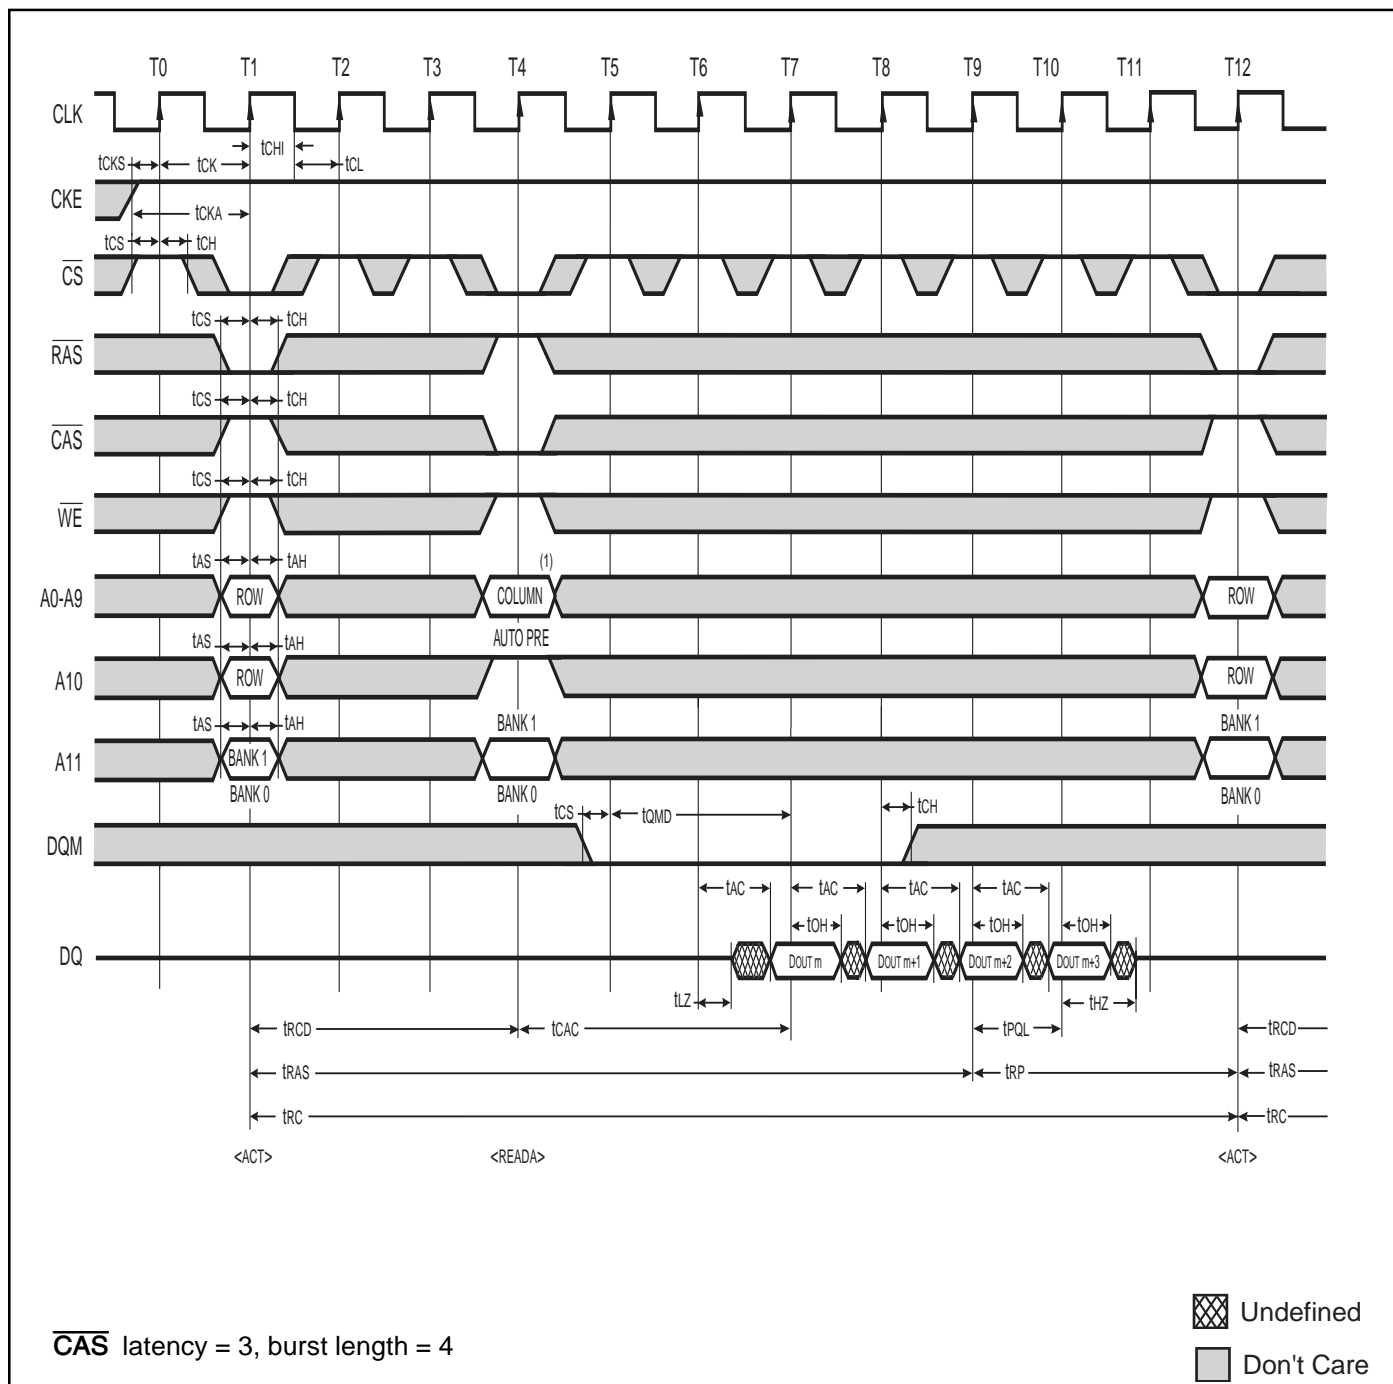 T0 T1 T2 T3 T4 T5 T6 T7 T8 T9 T10 T11 T12
CLK
tCHI
tCKS tCK tCL
CKE
tCKA
tCS tCH
CS
tCS tCH
RAS
tCS tCH
CAS
tCS tCH
WE
tAS tAH (1)
A0-A9 ROW COLUMN ROW
tAS tAH AUTO PRE
A10 ROW ROW
tAS tAH BANK 1 BANK 1
A11 BANK 1
BANK 0 BANK 0 BANK 0
tCS tQMD tCH
DQM
tAC tAC tAC tAC
tOH tOH tOH tOH
DQ DOUT m DOUT m+1 DOUT m+2 DOUT m+3
tLZ tHZ
tRCD tCAC tPQL tRCD
tRAS tRP tRAS
tRC tRC
<ACT> <READA> <ACT>
Undefined
CAS latency = 3, burst length = 4
Don't Care